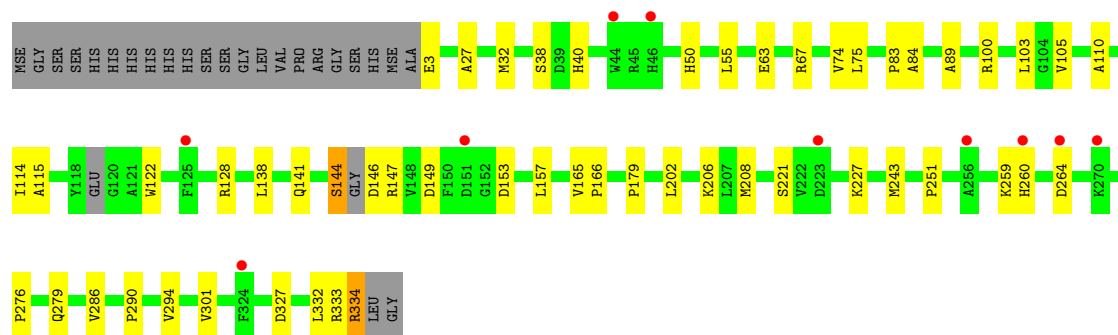 MSE GLY SER SER HIS HIS HIS HIS HIS HIS SER SER GLY LEU VAL PRO ARG GLY SER HIS MSE ALA E3 A27 M32 S38 D39 H40 W44 R45 H46 H50 L55 E63 R67 V74 L75 P83 A84 A89 R100 L103 G104 V105 A110
I114 A115 Y118 GLU G120 A121 W122 F125 R128 L138 Q141 S144 GLY D146 R147 V148 D149 F150 D151 G152 D153 L157 V165 P166 P179 L202 K206 L207 M208 S221 V222 D223 K227 M243 P251 A256 K259 H260 D264 K270
P276 Q279 V286 P290 V294 V301 F324 D327 L332 R333 R334 LEU GLY